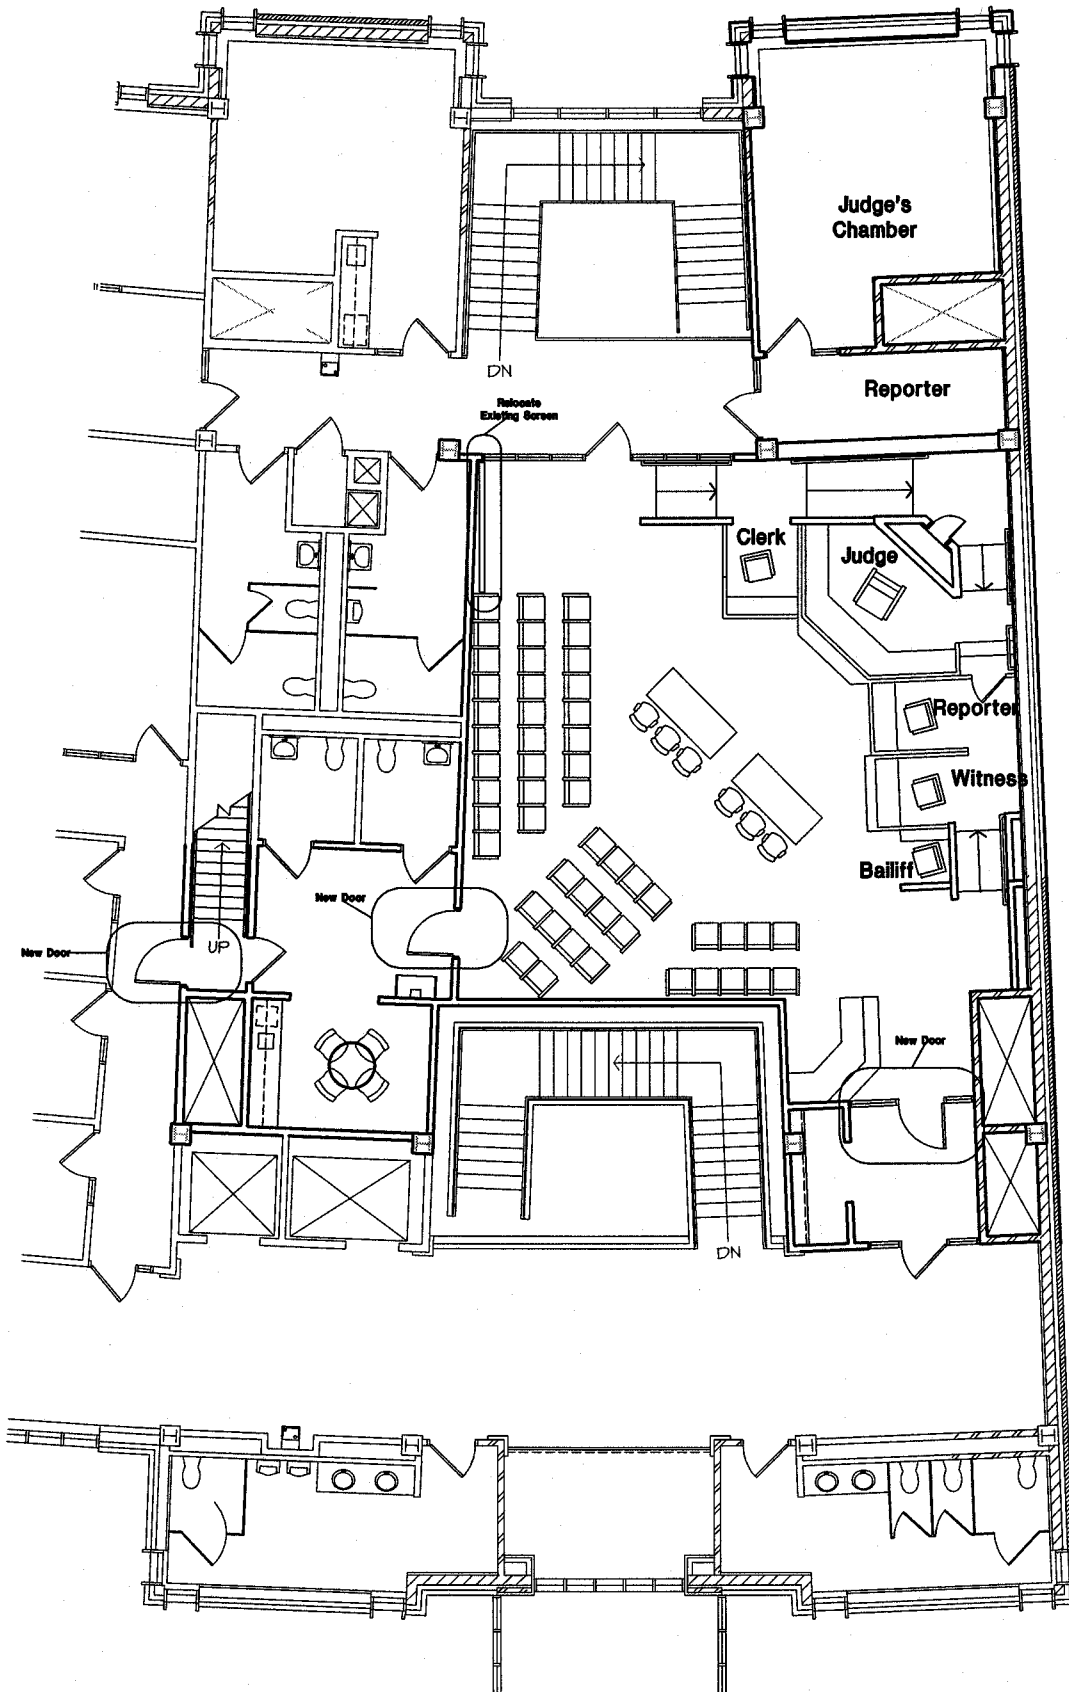 Judge's
Chamber
DN
Reporter
Relocate
Existing Screen
Clerk
Judge
Reporter
Witness
Bailiff
New Door
New Door
UP
New Door
DN